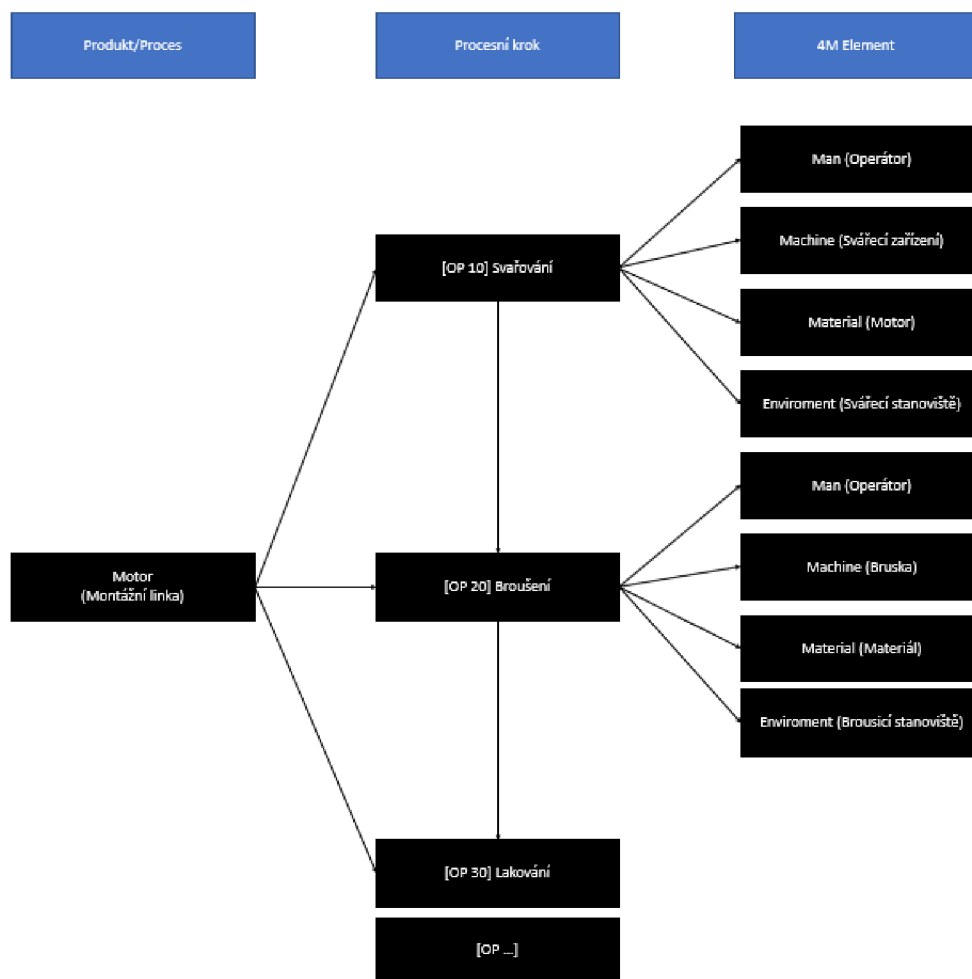 Produkt/Proces
Procesní krok
4M Element
Man (Operátor)
Machine (Svářecí zařízení)
[OP 10] Svařování
Material (Motor)
Enviroment (Svářecí stanoviště)
Man (Operátor)
Motor
(Montážní linka)
[OP 20] Broušení
Machine (Bruska)
Material (Materiál)
Enviroment (Brousicí stanoviště)
[OP 30] Lakování
[OP ...]